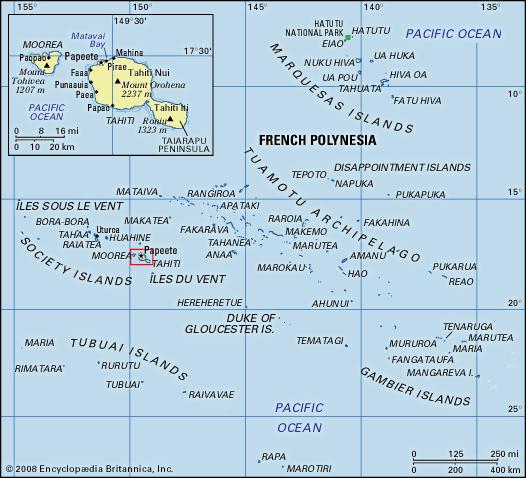 155°
149°30'
145°
140°
135°
MOOREA
Matavai
Bay
17°30'
Papeete
Mahina
Papao
Pirae
Faaa
Tahiti Nui
Mount
Tohivea
1207 m
Punaauia
Mount Orohena
2237 m
Paea
PACIFIC
OCEAN
Papao
Tahiti Iti
TAHITI
Roniu
1323 m
0 8 16 mi
0 10 20 km
TAIARAPU
PENINSULA
HATUTU
NATIONAL PARK
HATUTU
EIAO
PACIFIC OCEAN
NUKU HIVA
UA HUKA
UA POU
HIVA OA
TAHUATA
FATU HIVA
10°
MARQUESAS ISLANDS
FRENCH POLYNESIA
DISAPPOINTMENT ISLANDS
TEPOTO
NAPUKA
PUKAPUKA
TUAMOTU ARCHIPELAGO
15°
MATAIVA
RANGIROA
APATAKI
ÎLES SOUS LE VENT
BORA-BORA
Uturoa
MAKATEA
TAHAA
RAIATEA
HUAHINE
FAKARAVA
RAROIA
FAKAHINA
TAHANEA
MAKEMO
MARUTEA
ANAA
MOOREA
Papeete
TAHITI
AMANU
MAROKAU
HAO
PUKARUA
REAO
SOCIETY ISLANDS
ÎLES DU VENT
HEREHERETUE
AHUNUI
20°
DUKE OF
GLOUCESTER IS.
TENARUGA
MARUTEA
MARIA
TUBUAI ISLANDS
TEMATAGI
MURUROA
MARIA
FANGATAUFA
RIMATARA
RURUTU
MANGAREVA I.
TUBUAI
GAMBIER ISLANDS
RAIVAVAE
PACIFIC
OCEAN
25°
RAPA
MAROTIRI
0 125 250 mi
0 200 400 km
© 2008 Encyclopædia Britannica, Inc.
150°
145°
140°
135°